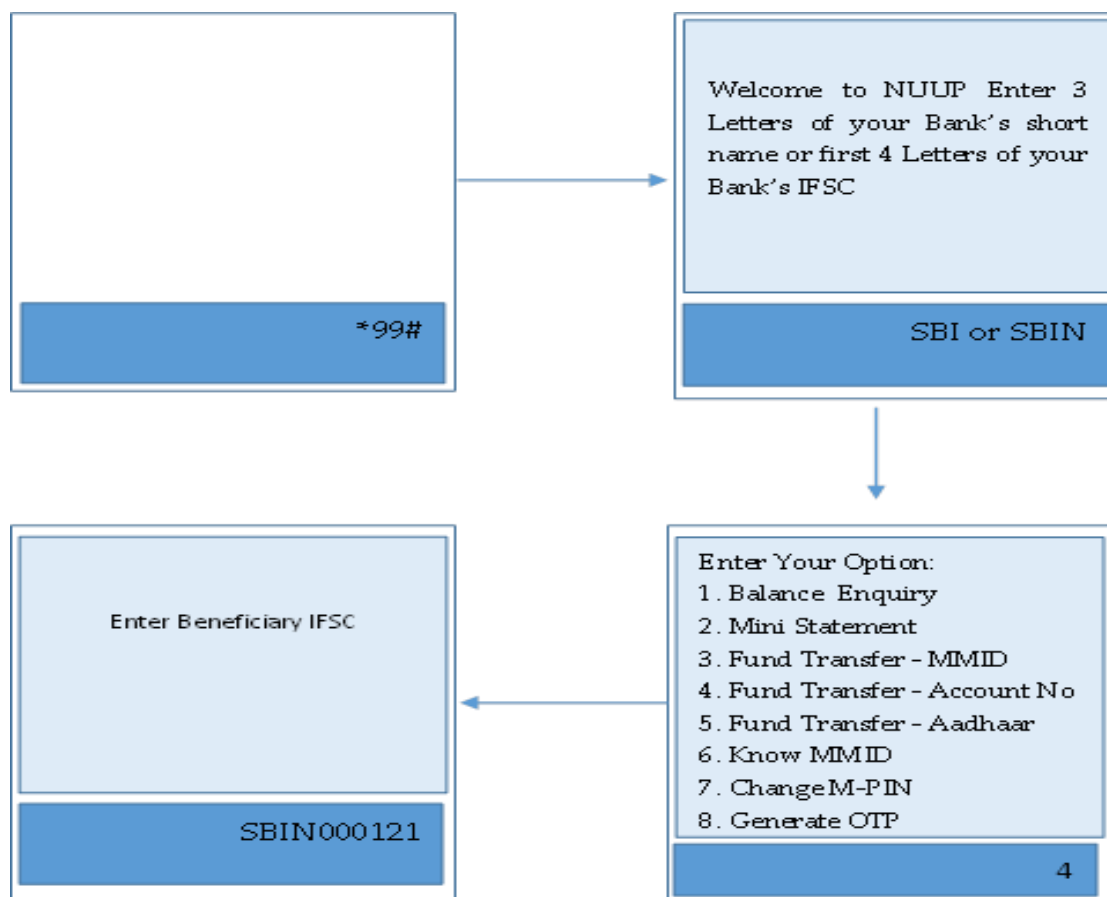 *99#
Welcome to NUUP Enter 3
Letters of your Bank's short
name or first 4 Letters of your
Bank's IFSC
SBI or SBIN
Enter Your Option:
1. Balance Enquiry
2. Mini Statement
3. Fund Transfer - MMID
4. Fund Transfer - Account No
5. Fund Transfer - Aadhaar
6. Know MMID
7. Change M-PIN
8. Generate OTP
4
Enter Beneficiary IFSC
SBIN000121